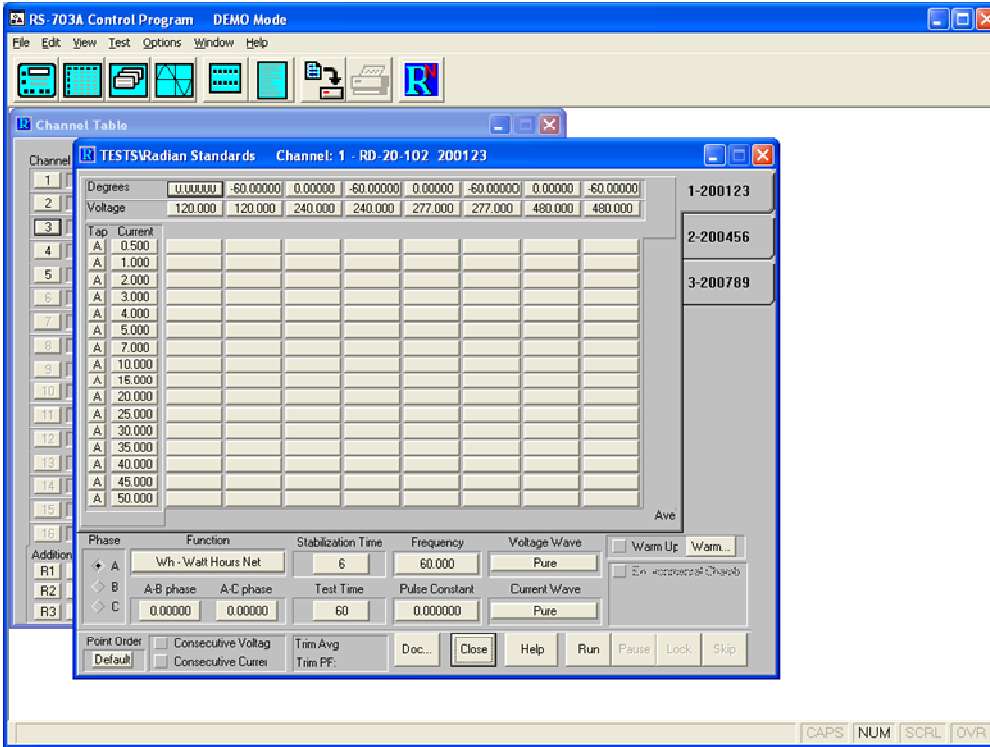 RS-703A Control Program DEMO Mode
File Edit View Test Options Window Help
Channel Table
Channel
1
2
3
4
5
6
7
8
9
10
11
12
13
14
15
16
Addition
R1
R2
R3
TESTS\Radian Standards Channel: 1 - RD-20-102 200123
1-200123
2-200456
3-200789
Degrees 0.00000 -60.00000 0.00000 -60.00000 0.00000 -60.00000 0.00000 -60.00000
Voltage 120.000 120.000 240.000 240.000 277.000 277.000 480.000 480.000
Tap Current
A 0.500
A 1.000
A 2.000
A 3.000
A 4.000
A 5.000
A 7.000
A 10.000
A 15.000
A 20.000
A 25.000
A 30.000
A 35.000
A 40.000
A 45.000
A 50.000
Ave
Phase Function Stabilization Time Frequency Voltage Wave
A Wh - Watt Hours Net 6 60.000 Pure Warm Up Warm...
B A-B phase A-C phase Test Time Pulse Constant Current Wave
C 0.00000 0.00000 60 0.000000 Pure
Point Order Consecutive Voltag Trim Avg
Default Consecutive Currer Trim PF:
Doc... Close Help Run Pause Lock Skip
CAPS NUM SCRL OVR